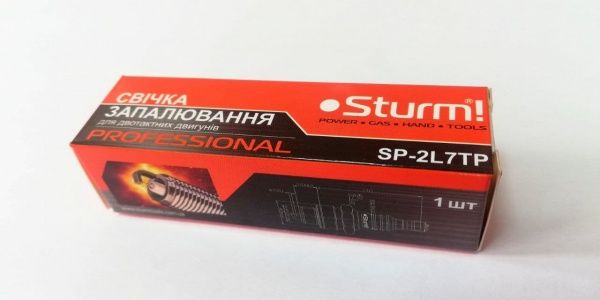 СВІЧКА
ЗАПАЛЮВАННЯ
для двотактних двигунів
PROFESSIONAL
Sturm!®
POWER • GAS • HAND • TOOLS
SP-2L7TP
1 шт